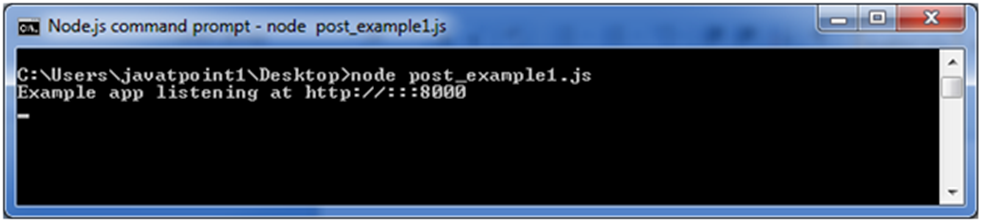 Node.js command prompt - node post_example1.js
C:\Users\javatpoint1\Desktop>node post_example1.js
Example app listening at http://:::8000